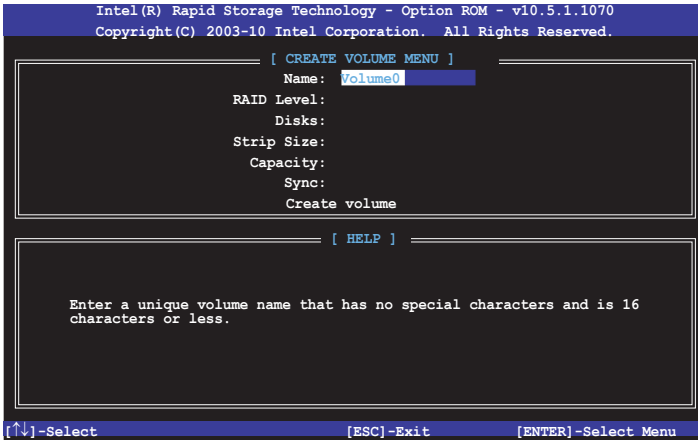 Intel(R) Rapid Storage Technology - Option ROM - v10.5.1.1070
Copyright(C) 2003-10 Intel Corporation. All Rights Reserved.
[ CREATE VOLUME MENU ]
Name: Volume0
RAID Level:
Disks:
Strip Size:
Capacity:
Sync:
Create volume
[ HELP ]
Enter a unique volume name that has no special characters and is 16
characters or less.
[↑↓]-Select [ESC]-Exit [ENTER]-Select Menu